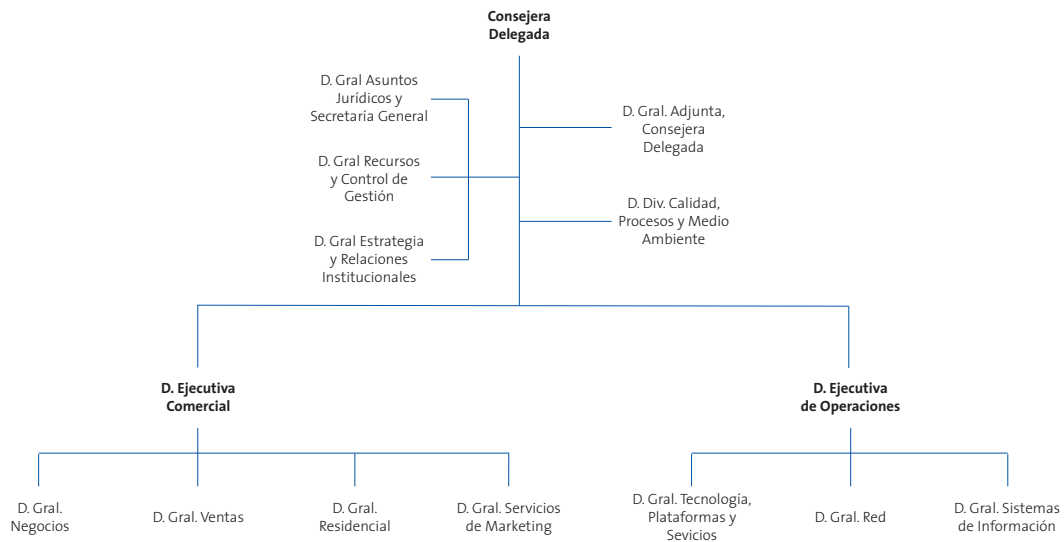 Consejera
Delegada
D. Gral Asuntos
Jurídicos y
Secretaría General
D. Gral. Adjunta,
Consejera
Delegada
D. Gral Recursos
y Control de
Gestión
D. Div. Calidad,
Procesos y Medio
Ambiente
D. Gral Estrategia
y Relaciones
Institucionales
D. Ejecutiva
Comercial
D. Ejecutiva
de Operaciones
D. Gral.
Negocios
D. Gral. Ventas
D. Gral.
Residencial
D. Gral. Servicios
de Marketing
D. Gral. Tecnología,
Plataformas y
Sevicios
D. Gral. Red
D. Gral. Sistemas
de Información